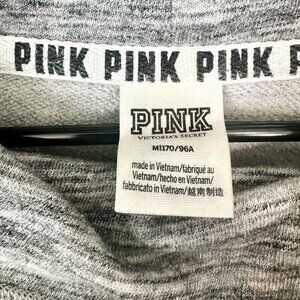 PINK PINK PINK PINK
PINK
VICTORIA'S SECRET
M|170/96A
made in Vietnam/fabriqué au
Vietnam/hecho en Vietnam/
fabbricato in Vietnam/越南制造